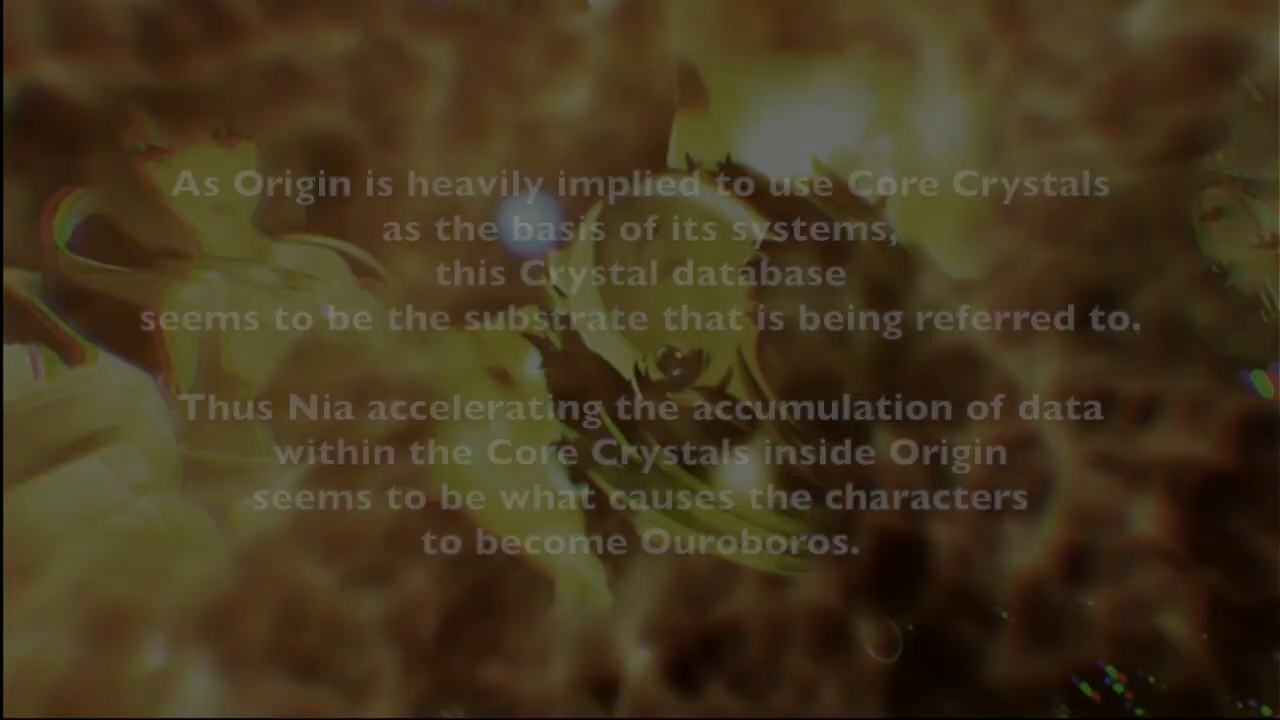 As Origin is heavily implied to use Core Crystals
as the basis of its systems,
this Crystal database
seems to be the substrate that is being referred to.
Thus Nia accelerating the accumulation of data
within the Core Crystals inside Origin
seems to be what causes the characters
to become Ouroboros.